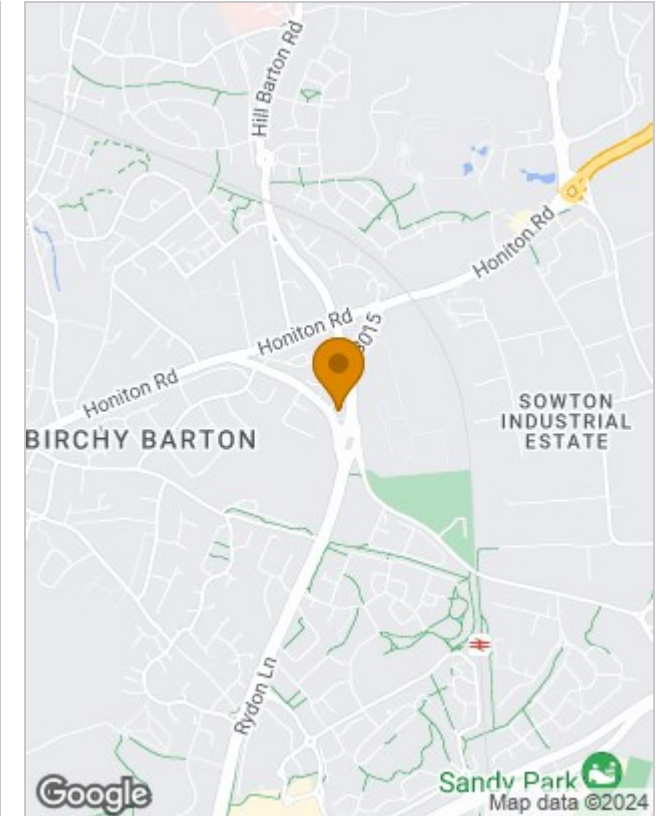 Hill Barton Rd
Honiton Rd
Honiton Rd
3015
Honiton Rd
SOWTON
INDUSTRIAL
ESTATE
BIRCHY BARTON
Rydon Ln
Sandy Park
Google
Map data ©2024